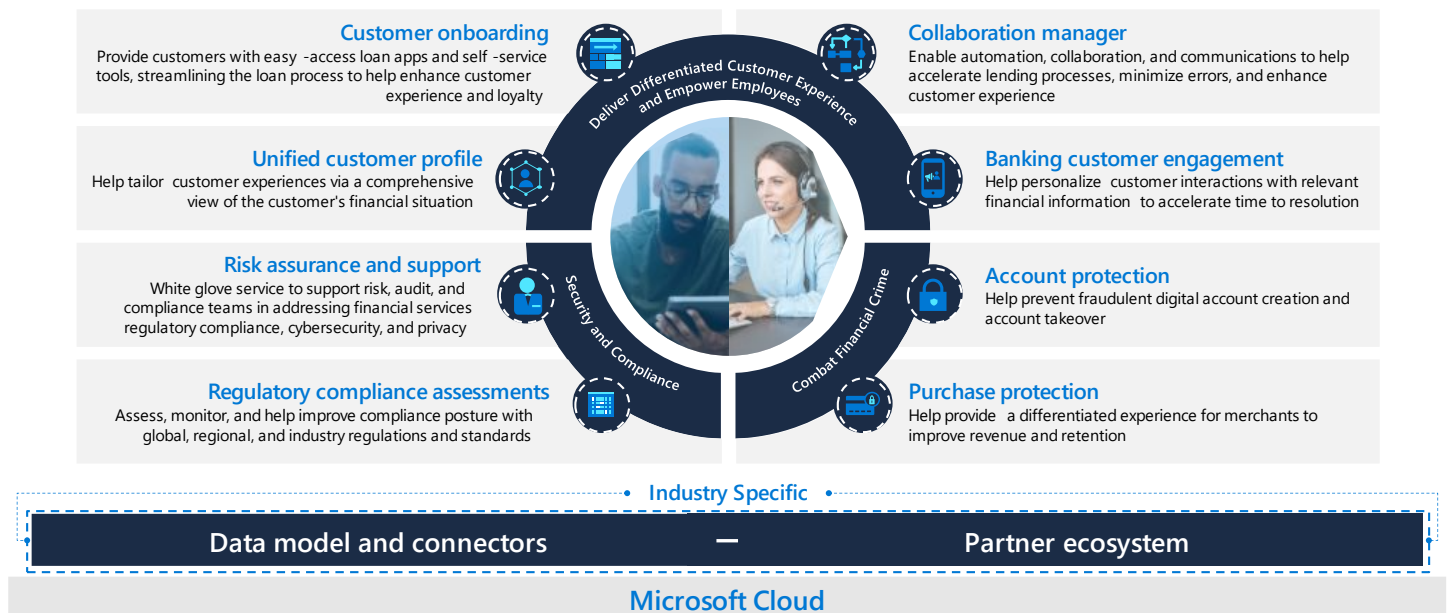 Customer onboarding
Provide customers with easy -access loan apps and self -service
tools, streamlining the loan process to help enhance customer
experience and loyalty
Collaboration manager
Enable automation, collaboration, and communications to help
accelerate lending processes, minimize errors, and enhance
customer experience
Deliver Differentiated Customer Experience
and Empower Employees
Unified customer profile
Help tailor customer experiences via a comprehensive
view of the customer's financial situation
Banking customer engagement
Help personalize customer interactions with relevant
financial information to accelerate time to resolution
Risk assurance and support
White glove service to support risk, audit, and
compliance teams in addressing financial services
regulatory compliance, cybersecurity, and privacy
Security and Compliance
Combat Financial Crime
Account protection
Help prevent fraudulent digital account creation and
account takeover
Regulatory compliance assessments
Assess, monitor, and help improve compliance posture with
global, regional, and industry regulations and standards
Purchase protection
Help provide a differentiated experience for merchants to
improve revenue and retention
Industry Specific
Data model and connectors – Partner ecosystem
Microsoft Cloud